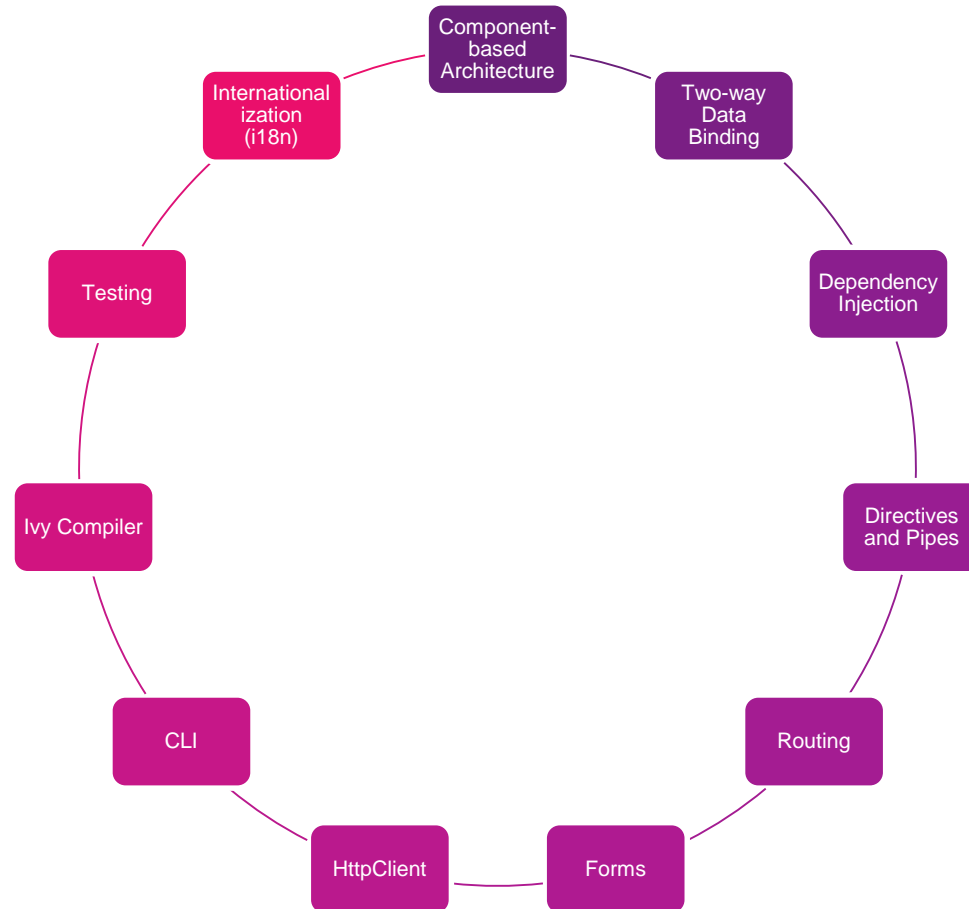 Component-
based
Architecture
Two-way
Data
Binding
Dependency
Injection
Directives
and Pipes
Routing
Forms
HttpClient
CLI
Ivy Compiler
Testing
International
ization
(i18n)